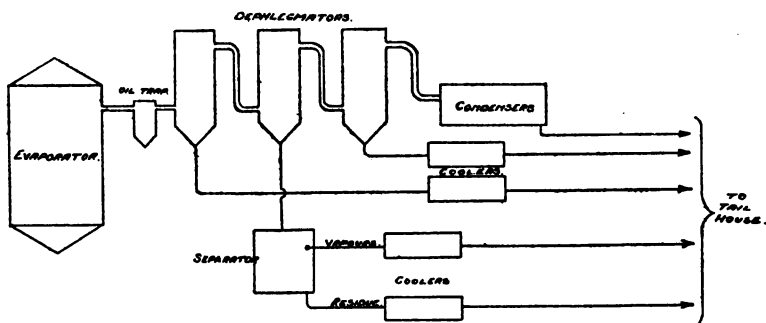 DEPHLEGMATORS.
OIL TRAP
EVAPORATOR.
CONDENSERS
COOLERS.
TO
TAIL
HOUSE.
SEPARATOR
VAPOURS
COOLERS
RESIDUE.